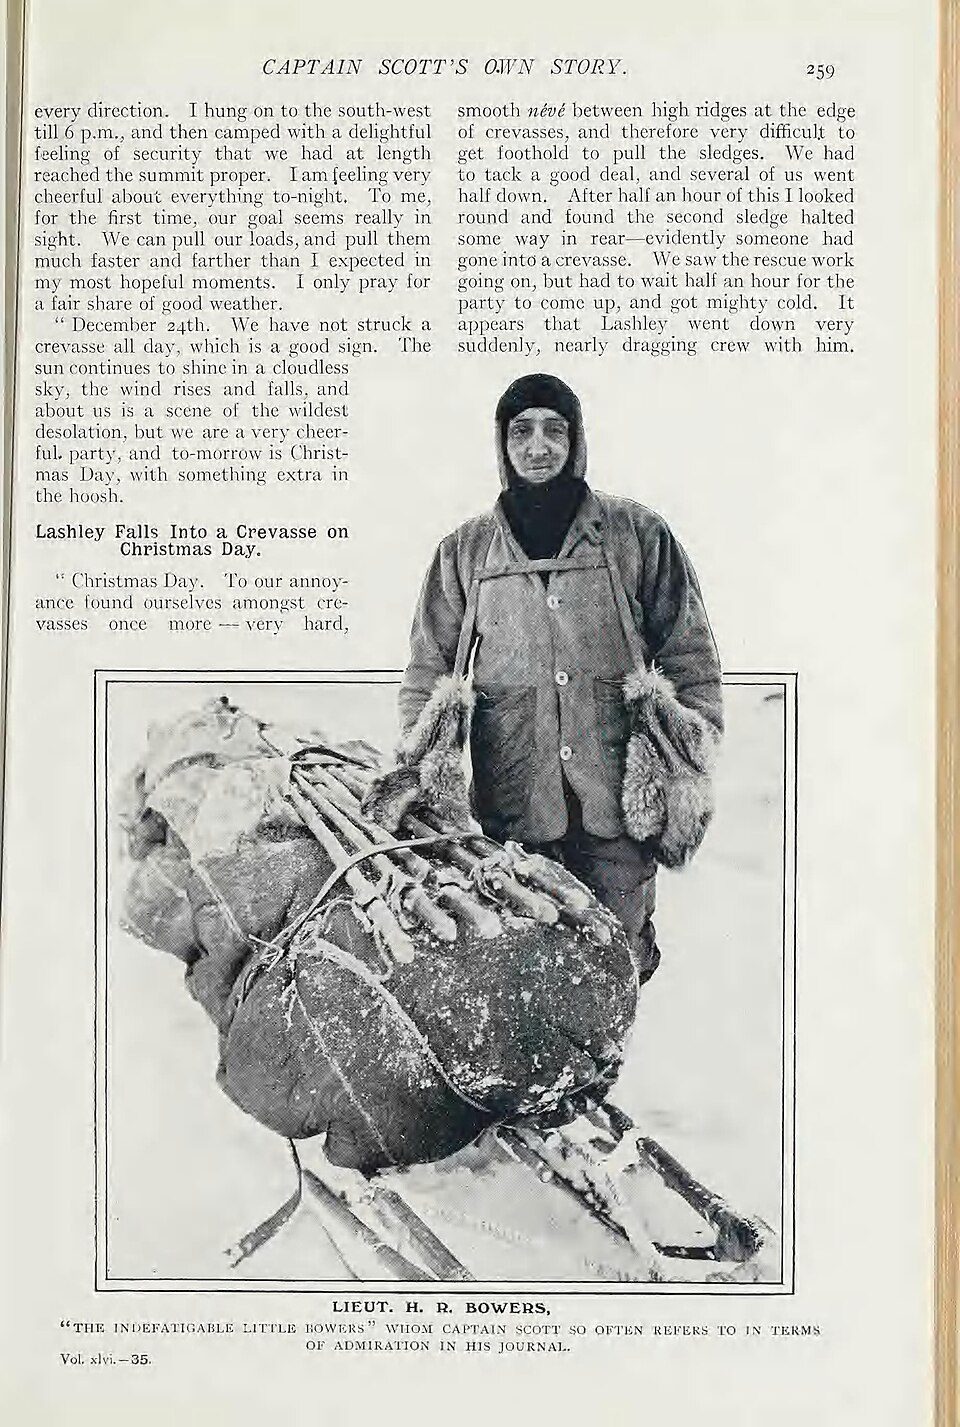 CAPTAIN SCOTT'S OWN STORY. 259
every direction. I hung on to the south-west
till 6 p.m., and then camped with a delightful
feeling of security that we had at length
reached the summit proper. I am feeling very
cheerful about everything to-night. To me,
for the first time, our goal seems really in
sight. We can pull our loads, and pull them
much faster and farther than I expected in
my most hopeful moments. I only pray for
a fair share of good weather.
“ December 24th. We have not struck a
crevasse all day, which is a good sign. The
sun continues to shine in a cloudless
sky, the wind rises and falls, and
about us is a scene of the wildest
desolation, but we are a very cheer-
ful party, and to-morrow is Christ-
mas Day, with something extra in
the hoosh.
Lashley Falls Into a Crevasse on
Christmas Day.
“ Christmas Day. To our annoy-
ance found ourselves amongst cre-
vasses once more — very hard,
smooth névé between high ridges at the edge
of crevasses, and therefore very difficult to
get foothold to pull the sledges. We had
to tack a good deal, and several of us went
half down. After half an hour of this I looked
round and found the second sledge halted
some way in rear—evidently someone had
gone into a crevasse. We saw the rescue work
going on, but had to wait half an hour for the
party to come up, and got mighty cold. It
appears that Lashley went down very
suddenly, nearly dragging crew with him.
LIEUT. H. R. BOWERS,
“THE INDEFATIGABLE LITTLE BOWERS” WHOM CAPTAIN SCOTT SO OFTEN REFERS TO IN TERMS
OF ADMIRATION IN HIS JOURNAL.
Vol. xlvi.—35.